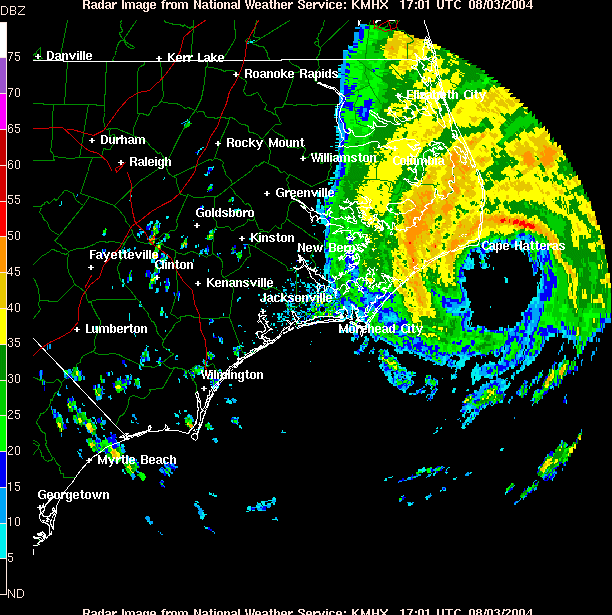 Radar Image from National Weather Service: KMHX 17:01 UTC 08/03/2004
DBZ
75
70
65
60
55
50
45
40
35
30
25
20
15
10
5
ND
Danville
Kerr Lake
Roanoke Rapids
Elizabeth City
Durham
Rocky Mount
Raleigh
Williamston
Columbia
Greenville
Goldsboro
Kinston
New Bern
Cape Hatteras
Fayetteville
Clinton
Kenansville
Jacksonville
Lumberton
Morehead City
Wilmington
Myrtle Beach
Georgetown
Radar Image from National Weather Service: KMHX 17:01 UTC 08/03/2004